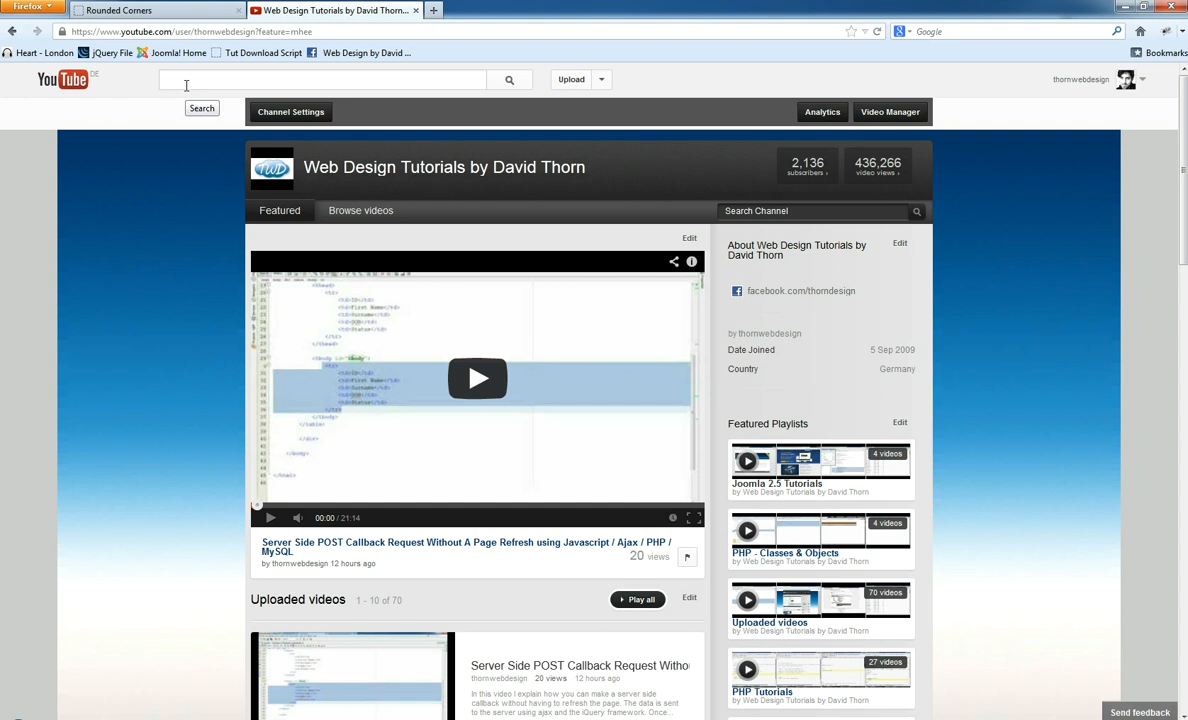 Firefox
Rounded Corners
Web Design Tutorials by David Thorn...
https://www.youtube.com/user/thornwebdesign?feature=mhee
Google
Heart - London
jQuery File
Joomla! Home
Tut Download Script
Web Design by David ...
Bookmarks
YouTube DE
Upload
thornwebdesign
Search
Channel Settings
Analytics
Video Manager
TWD
Web Design Tutorials by David Thorn
2,136
subscribers ›
436,266
video views ›
Featured
Browse videos
Search Channel
Edit
About Web Design Tutorials by
David Thorn
Edit
facebook.com/thorndesign
by thornwebdesign
Date Joined
5 Sep 2009
Country
Germany
00:00 / 21:14
Server Side POST Callback Request Without A Page Refresh using Javascript / Ajax / PHP /
MySQL
by thornwebdesign 12 hours ago
20 views
Featured Playlists
Edit
4 videos
Joomla 2.5 Tutorials
by Web Design Tutorials by David Thorn
4 videos
PHP - Classes & Objects
by Web Design Tutorials by David Thorn
70 videos
Uploaded videos
by Web Design Tutorials by David Thorn
27 videos
PHP Tutorials
by Web Design Tutorials by David Thorn
Uploaded videos
1 - 10 of 70
Play all
Edit
Server Side POST Callback Request Witho
thornwebdesign 20 views 12 hours ago
In this video I explain how you can make a server side
callback without having to refresh the page. The data is sent
to the server using ajax and the jQuery framework. Once...
Send feedback